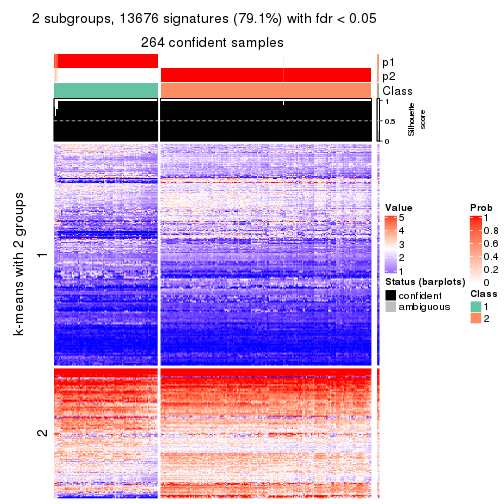 2 subgroups, 13676 signatures (79.1%) with fdr < 0.05
264 confident samples
p1
p2
Class
1
0.5
0
Silhouette
score
k-means with 2 groups
1
2
Value
5
4
3
2
1
Status (barplots)
confident
ambiguous
Prob
1
0.8
0.6
0.4
0.2
0
Class
1
2